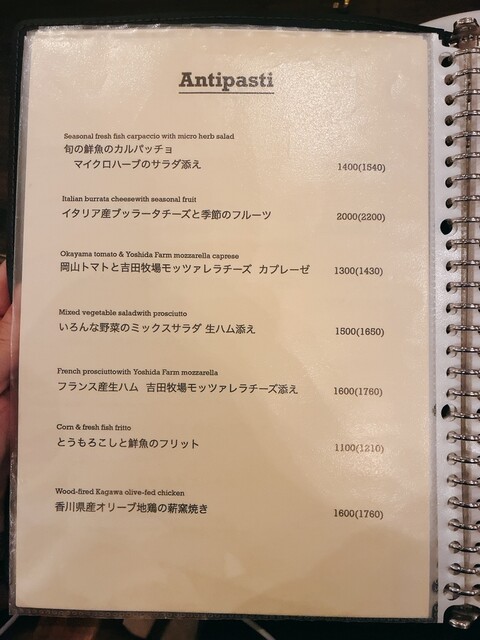 Antipasti
Seasonal fresh fish carpaccio with micro herb salad
旬の鮮魚のカルパッチョ
マイクロハーブのサラダ添え 1400(1540)
Italian burrata cheesewith seasonal fruit
イタリア産ブッラータチーズと季節のフルーツ 2000(2200)
Okayama tomato & Yoshida Farm mozzarella caprese
岡山トマトと吉田牧場モッツァレラチーズ カプレーゼ 1300(1430)
Mixed vegetable saladwith prosciutto
いろんな野菜のミックスサラダ 生ハム添え 1500(1650)
French prosciuttowith Yoshida Farm mozzarella
フランス産生ハム 吉田牧場モッツァレラチーズ添え 1600(1760)
Corn & fresh fish fritto
とうもろこしと鮮魚のフリット 1100(1210)
Wood-fired Kagawa olive-fed chicken
香川県産オリーブ地鶏の薪窯焼き 1600(1760)